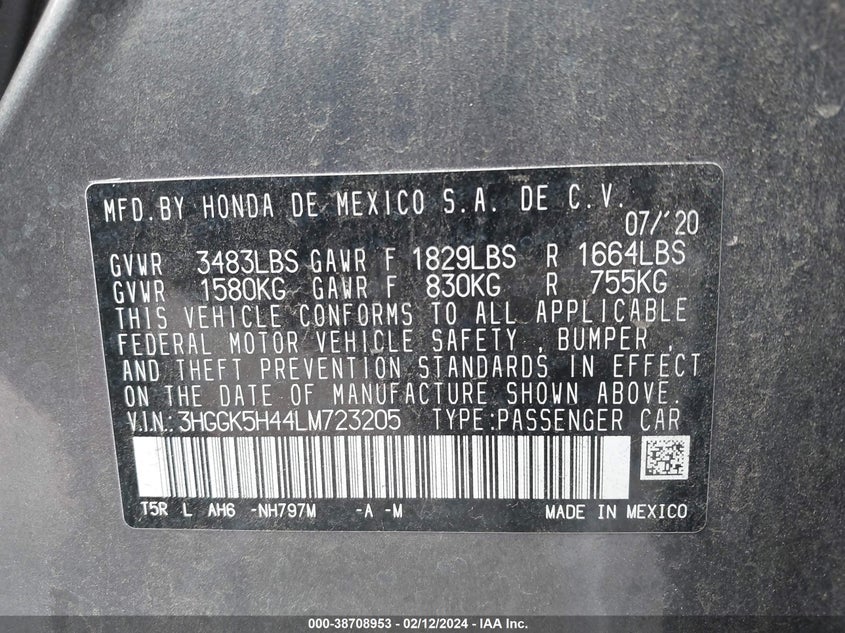 MFD.BY HONDA DE MEXICO S.A. DE C.V.
07/'20
GVWR 3483LBS GAWR F 1829LBS R 1664LBS
GVWR 1580KG GAWR F 830KG R 755KG
THIS VEHICLE CONFORMS TO ALL APPLICABLE
FEDERAL MOTOR VEHICLE SAFETY , BUMPER ,
AND THEFT PREVENTION STANDARDS IN EFFECT
ON THE DATE OF MANUFACTURE SHOWN ABOVE.
V.I.N:3HGGK5H44LM723205 TYPE:PASSENGER CAR
T5R L AH6 -NH797M -A -M MADE IN MEXICO
000-38708953 - 02/12/2024 - IAA Inc.